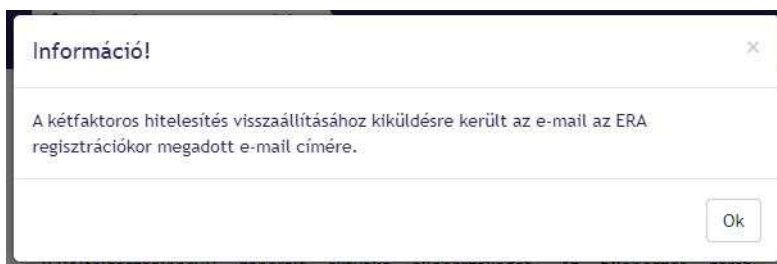 Információ!
×
A kétfaktoros hitelesítés visszaállításához kiküldésre került az e-mail az ERA
regisztrációkor megadott e-mail címére.
Ok